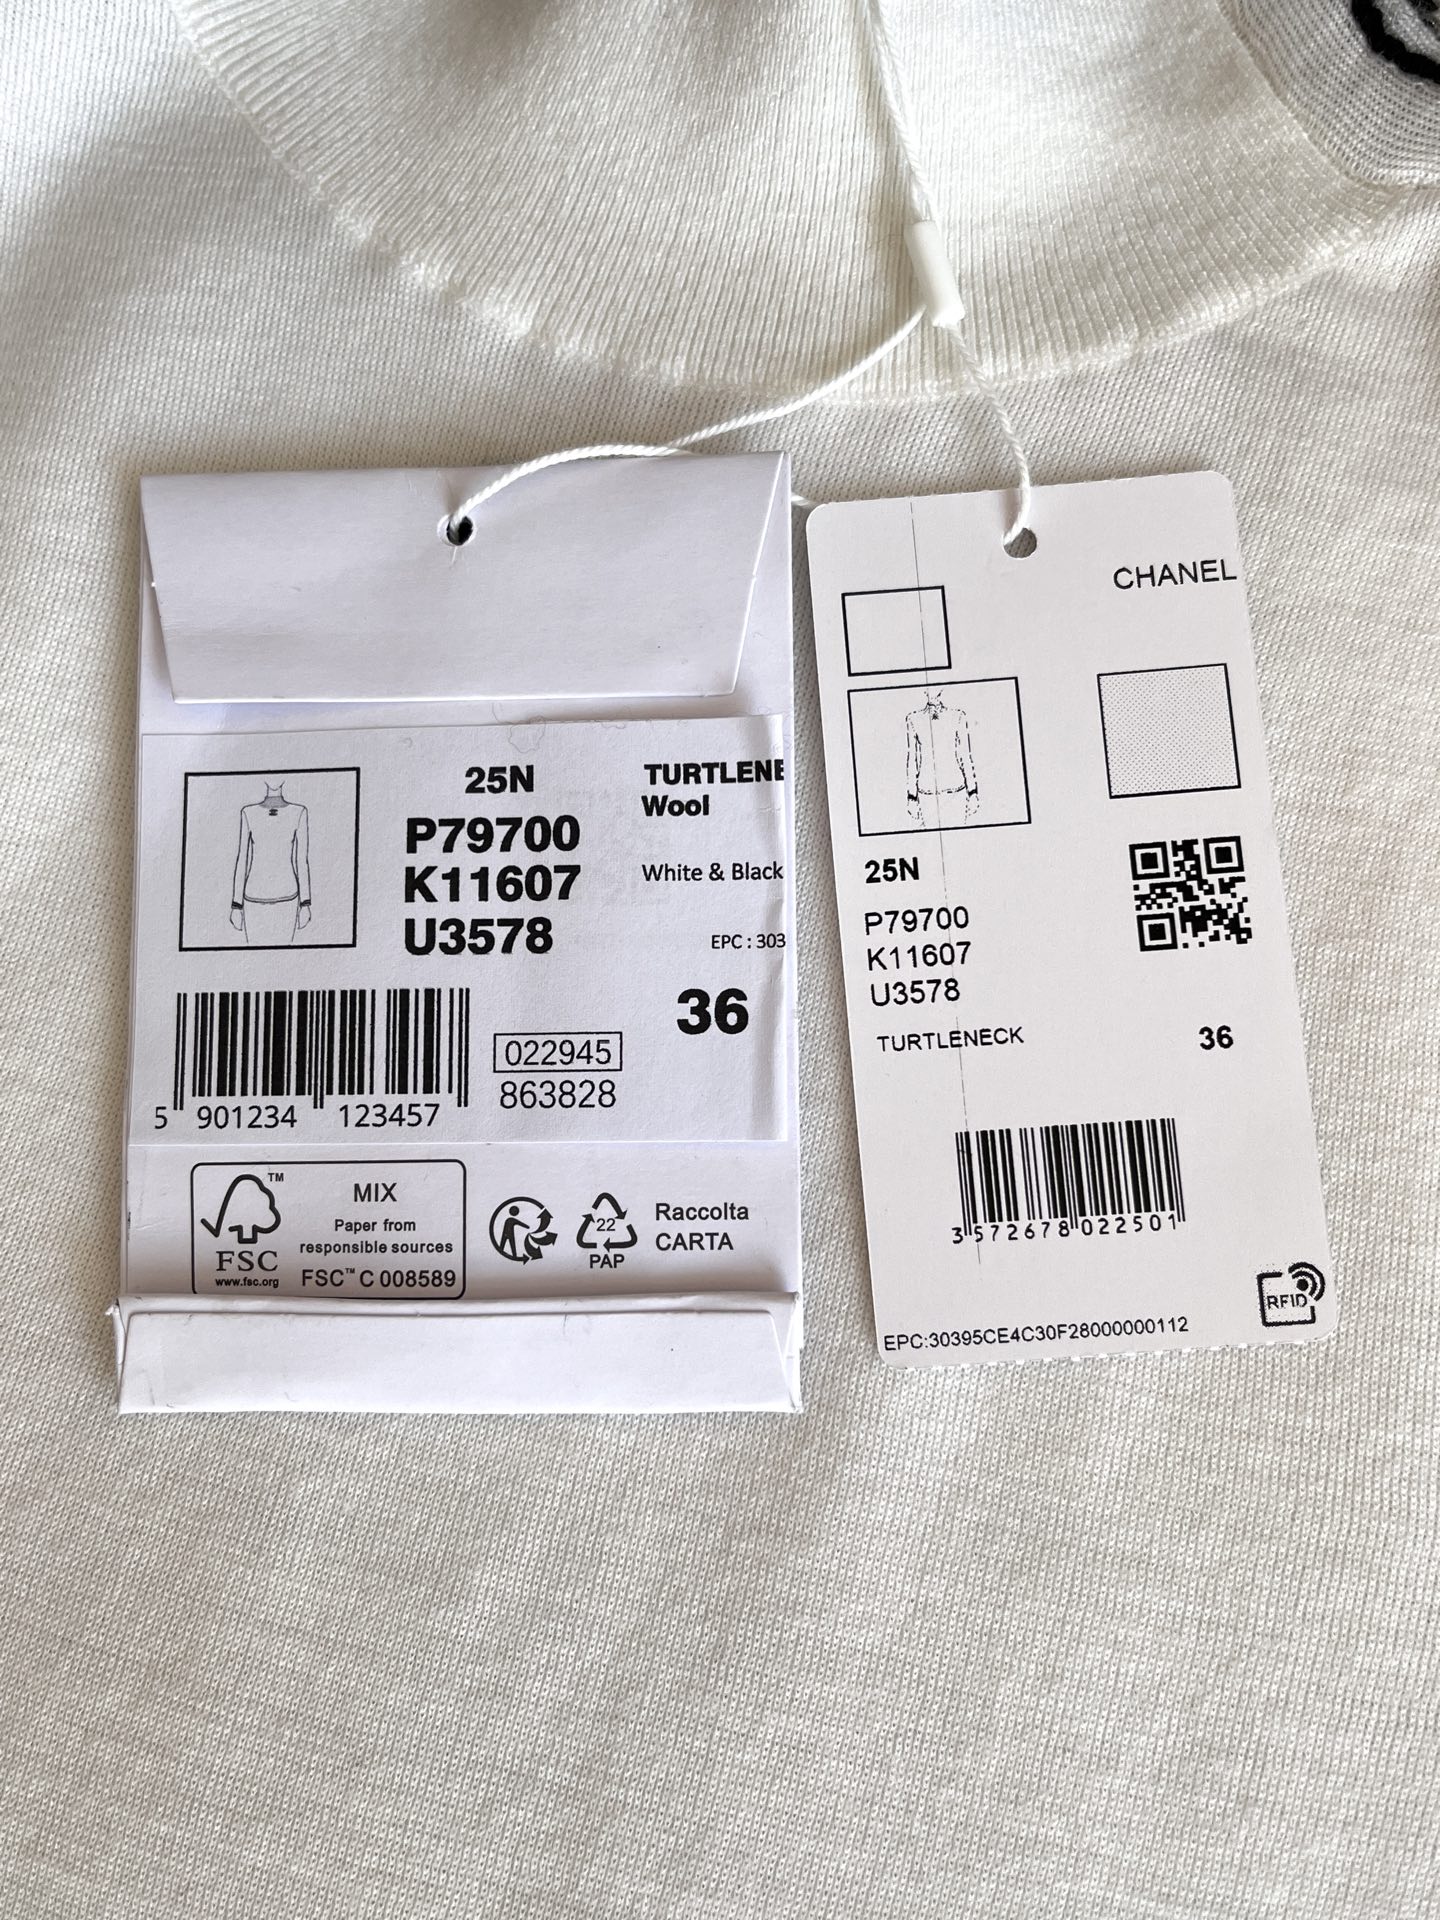 25N
P79700
K11607
U3578
TURTLENE
Wool
White & Black
EPC : 303
36
5 901234 123457
022945
863828
FSC
www.fsc.org
TM
MIX
Paper from
responsible sources
FSC™ C 008589
22
PAP
Raccolta
CARTA
CHANEL
25N
P79700
K11607
U3578
TURTLENECK
36
3 572678 022501
RFID
EPC:30395CE4C30F28000000112